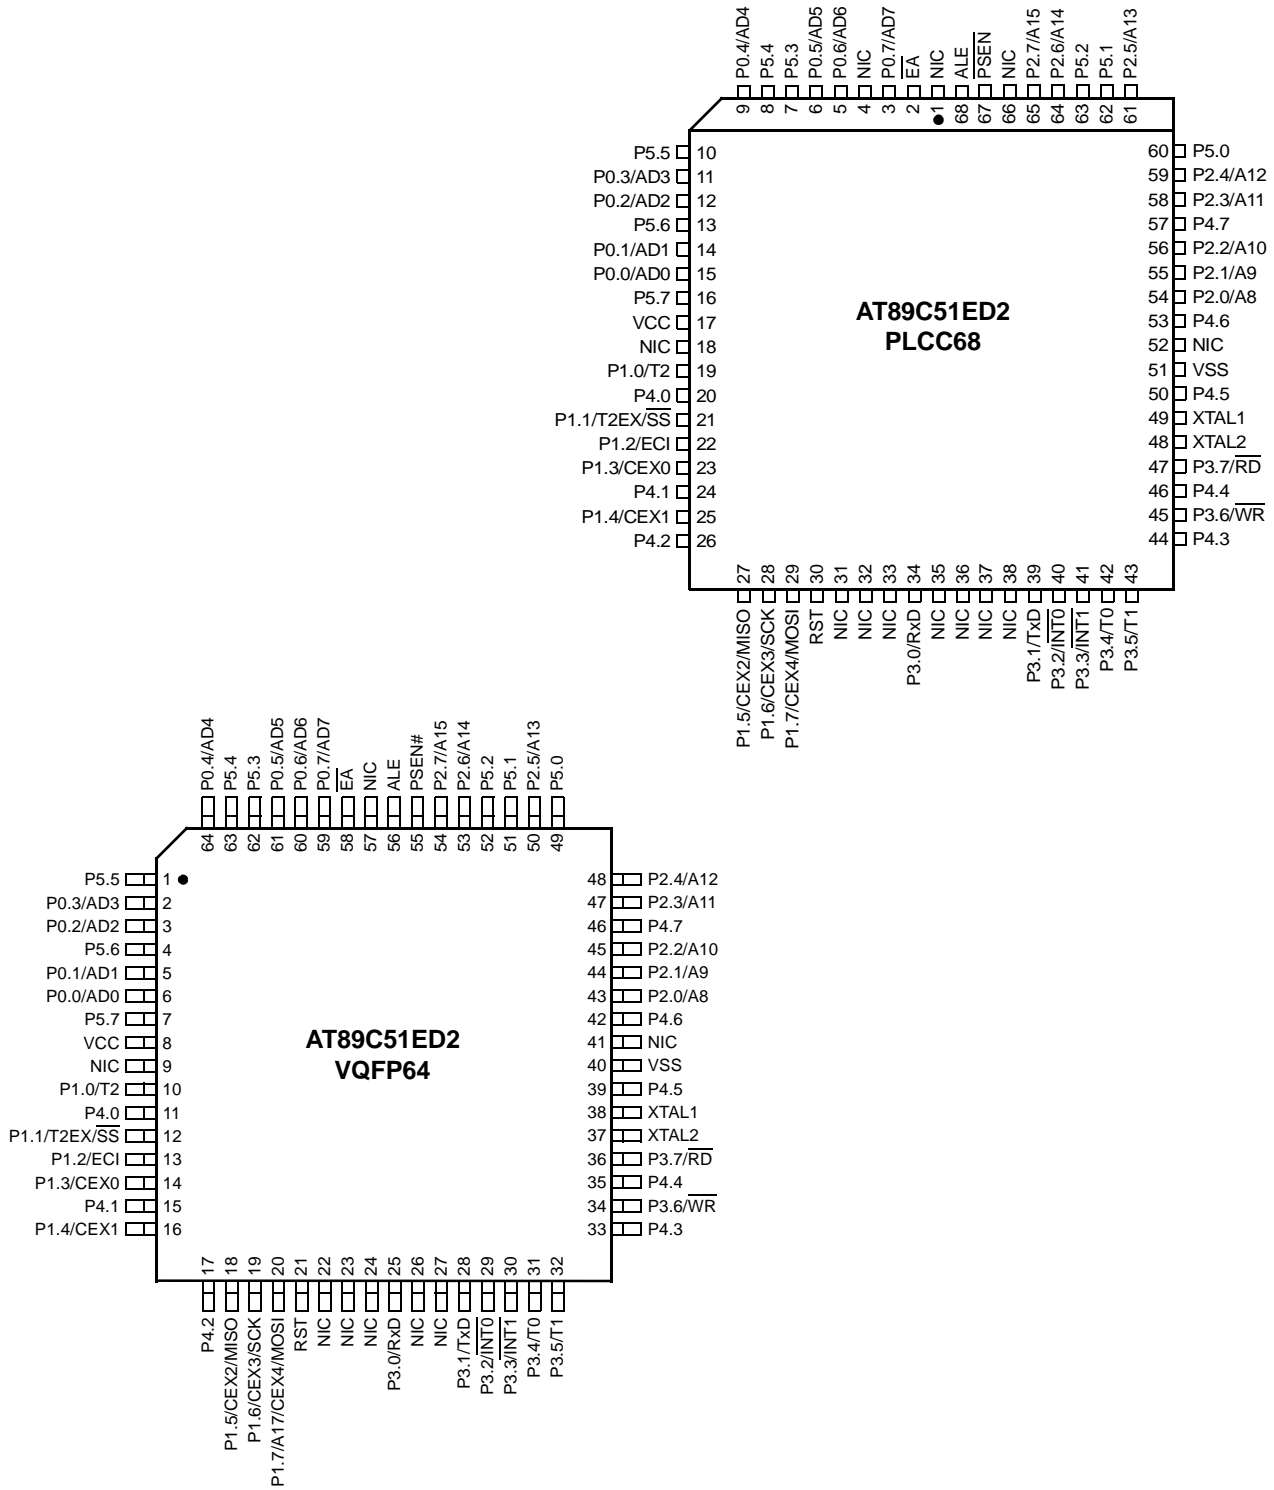 P0.4/AD4
P5.4
P5.3
P0.5/AD5
P0.6/AD6
NIC
P0.7/AD7
EA
NIC
ALE
PSEN
NIC
P2.7/A15
P2.6/A14
P5.2
P5.1
P2.5/A13
9 8 7 6 5 4 3 2 1 68 67 66 65 64 63 62 61
P5.5 10
P0.3/AD3 11
P0.2/AD2 12
P5.6 13
P0.1/AD1 14
P0.0/AD0 15
P5.7 16
VCC 17
NIC 18
P1.0/T2 19
P4.0 20
P1.1/T2EX/SS 21
P1.2/ECI 22
P1.3/CEX0 23
P4.1 24
P1.4/CEX1 25
P4.2 26
AT89C51ED2
PLCC68
60 P5.0
59 P2.4/A12
58 P2.3/A11
57 P4.7
56 P2.2/A10
55 P2.1/A9
54 P2.0/A8
53 P4.6
52 NIC
51 VSS
50 P4.5
49 XTAL1
48 XTAL2
47 P3.7/RD
46 P4.4
45 P3.6/WR
44 P4.3
27 28 29 30 31 32 33 34 35 36 37 38 39 40 41 42 43
P1.5/CEX2/MISO
P1.6/CEX3/SCK
P1.7/CEX4/MOSI
RST
NIC
NIC
NIC
P3.0/RxD
NIC
NIC
NIC
NIC
P3.1/TxD
P3.2/INT0
P3.3/INT1
P3.4/T0
P3.5/T1
P0.4/AD4
P5.4
P5.3
P0.5/AD5
P0.6/AD6
P0.7/AD7
EA
NIC
ALE
PSEN#
P2.7/A15
P2.6/A14
P5.2
P5.1
P2.5/A13
P5.0
64 63 62 61 60 59 58 57 56 55 54 53 52 51 50 49
P5.5 1
P0.3/AD3 2
P0.2/AD2 3
P5.6 4
P0.1/AD1 5
P0.0/AD0 6
P5.7 7
VCC 8
NIC 9
P1.0/T2 10
P4.0 11
P1.1/T2EX/SS 12
P1.2/ECI 13
P1.3/CEX0 14
P4.1 15
P1.4/CEX1 16
AT89C51ED2
VQFP64
48 P2.4/A12
47 P2.3/A11
46 P4.7
45 P2.2/A10
44 P2.1/A9
43 P2.0/A8
42 P4.6
41 NIC
40 VSS
39 P4.5
38 XTAL1
37 XTAL2
36 P3.7/RD
35 P4.4
34 P3.6/WR
33 P4.3
17 18 19 20 21 22 23 24 25 26 27 28 29 30 31 32
P4.2
P1.5/CEX2/MISO
P1.6/CEX3/SCK
P1.7/A17/CEX4/MOSI
RST
NIC
NIC
NIC
P3.0/RxD
NIC
NIC
P3.1/TxD
P3.2/INT0
P3.3/INT1
P3.4/T0
P3.5/T1